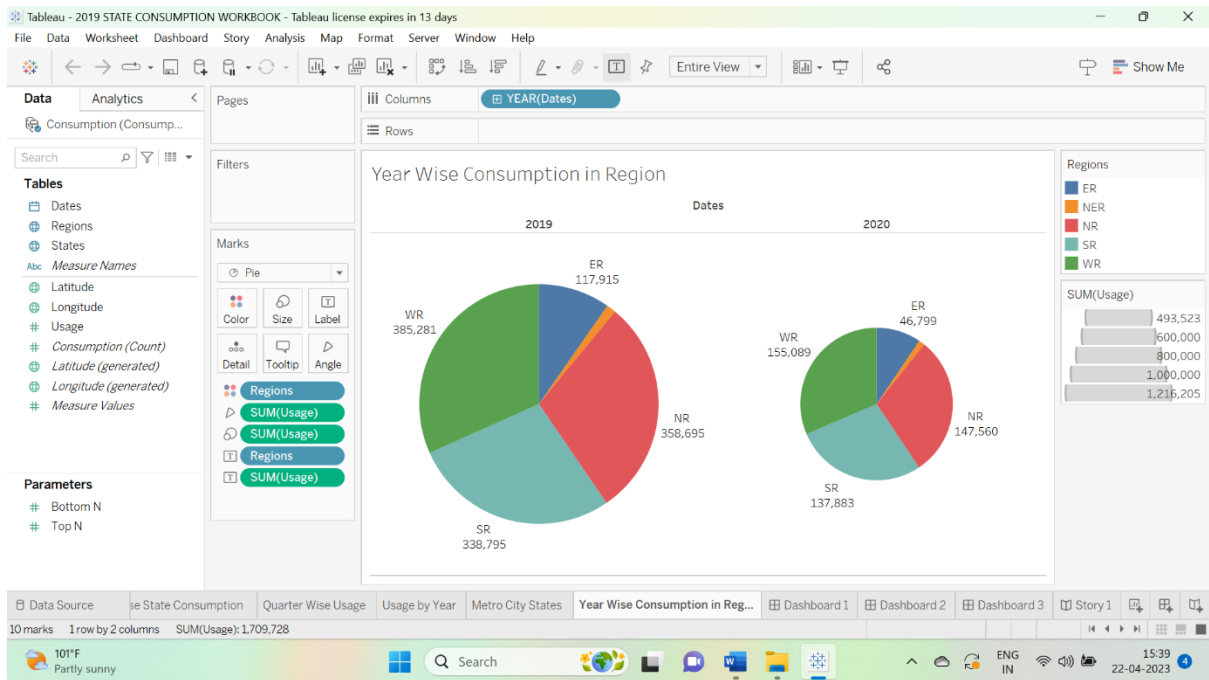 Tableau - 2019 STATE CONSUMPTION WORKBOOK - Tableau license expires in 13 days
File Data Worksheet Dashboard Story Analysis Map Format Server Window Help
Entire View
Show Me
Data Analytics
Consumption (Consump...
Search
Tables
Dates
Regions
States
Abc Measure Names
Latitude
Longitude
# Usage
# Consumption (Count)
Latitude (generated)
Longitude (generated)
# Measure Values
Parameters
# Bottom N
# Top N
Pages
Filters
Marks
Pie
Color Size Label
Detail Tooltip Angle
Regions
SUM(Usage)
SUM(Usage)
T Regions
T SUM(Usage)
Columns YEAR(Dates)
Rows
Year Wise Consumption in Region
Dates
2019 2020
ER
117,915
WR
385,281
NR
358,695
SR
338,795
ER
46,799
WR
155,089
NR
147,560
SR
137,883
Regions
ER
NER
NR
SR
WR
SUM(Usage)
493,523
600,000
800,000
1,000,000
1,216,205
Data Source se State Consumption Quarter Wise Usage Usage by Year Metro City States Year Wise Consumption in Reg... Dashboard 1 Dashboard 2 Dashboard 3 Story 1
10 marks 1 row by 2 columns SUM(Usage): 1,709,728
101°F
Partly sunny
Search
ENG
IN
15:39
22-04-2023
4